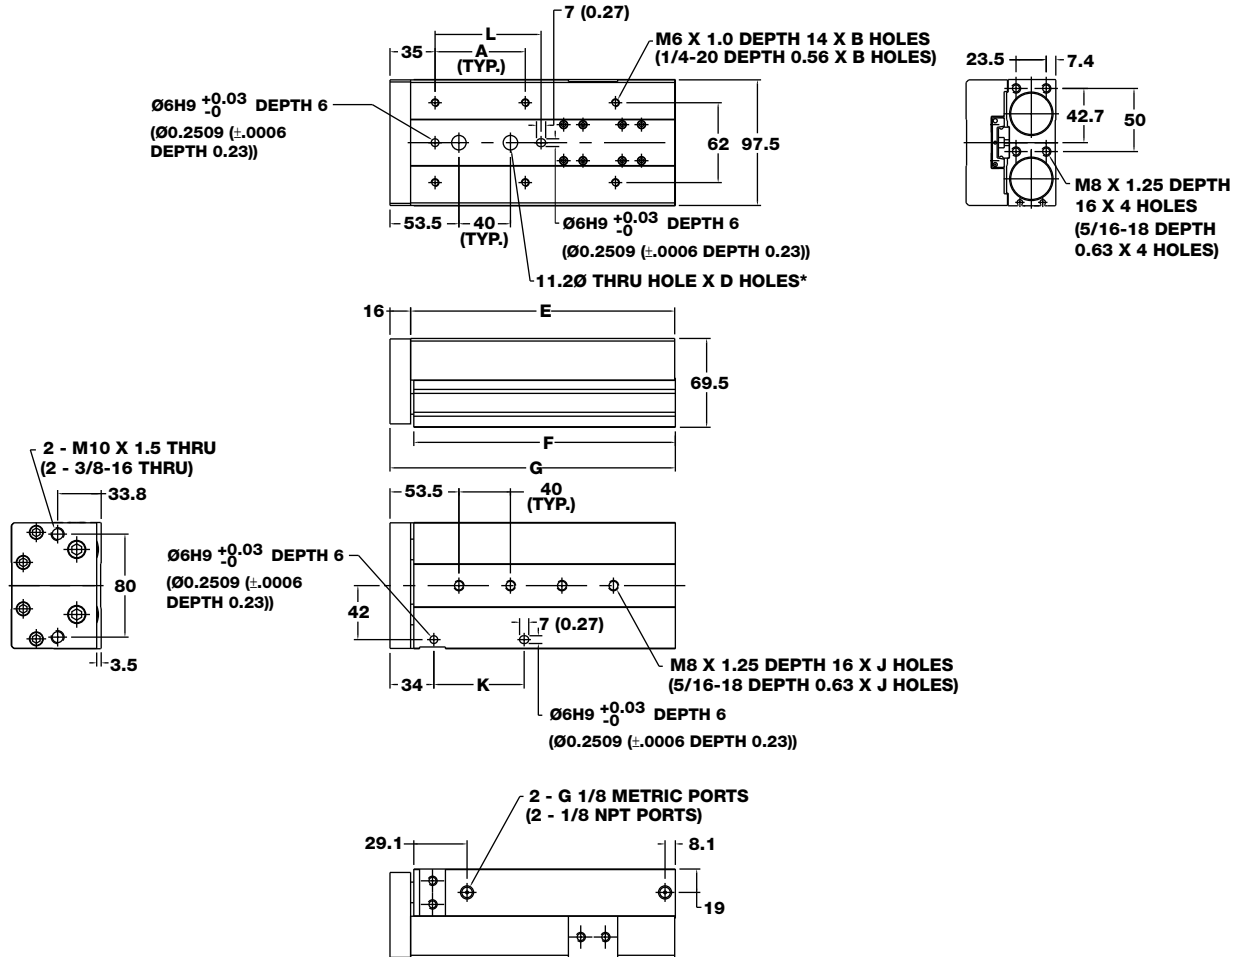 7 (0.27)
L
35
A
(TYP.)
M6 X 1.0 DEPTH 14 X B HOLES
(1/4-20 DEPTH 0.56 X B HOLES)
Ø6H9 +0.03 -0 DEPTH 6
(Ø0.2509 (±.0006
DEPTH 0.23))
62
97.5
53.5
40
(TYP.)
Ø6H9 +0.03 -0 DEPTH 6
(Ø0.2509 (±.0006 DEPTH 0.23))
11.2Ø THRU HOLE X D HOLES*
23.5
7.4
42.7
50
M8 X 1.25 DEPTH
16 X 4 HOLES
(5/16-18 DEPTH
0.63 X 4 HOLES)
16
E
69.5
F
G
2 - M10 X 1.5 THRU
(2 - 3/8-16 THRU)
33.8
80
3.5
53.5
40
(TYP.)
Ø6H9 +0.03 -0 DEPTH 6
(Ø0.2509 (±.0006
DEPTH 0.23))
42
7 (0.27)
34
K
M8 X 1.25 DEPTH 16 X J HOLES
(5/16-18 DEPTH 0.63 X J HOLES)
Ø6H9 +0.03 -0 DEPTH 6
(Ø0.2509 (±.0006 DEPTH 0.23))
2 - G 1/8 METRIC PORTS
(2 - 1/8 NPT PORTS)
29.1
8.1
19